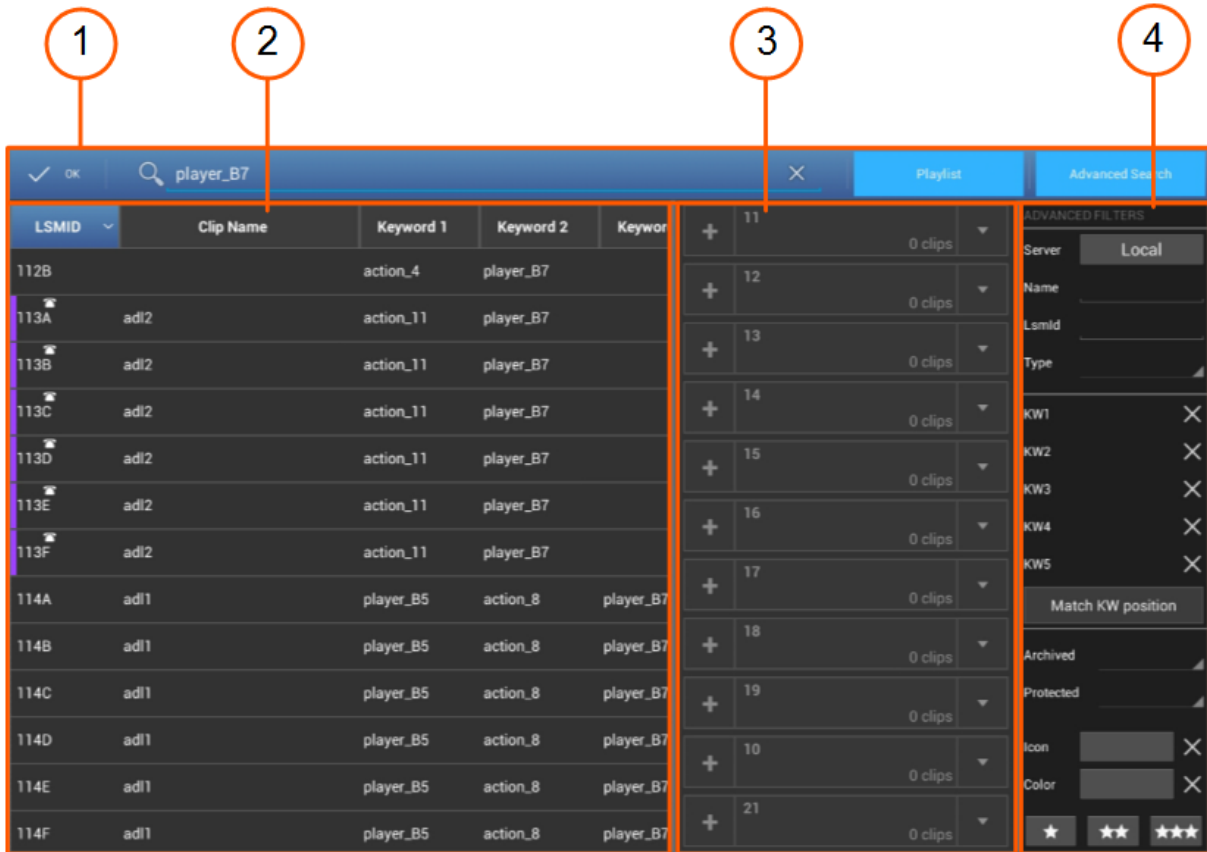 1 2 3 4
OK player_B7 Playlist Advanced Search
LSMID Clip Name Keyword 1 Keyword 2 Keywor
112B action_4 player_B7
113A adl2 action_11 player_B7
113B adl2 action_11 player_B7
113C adl2 action_11 player_B7
113D adl2 action_11 player_B7
113E adl2 action_11 player_B7
113F adl2 action_11 player_B7
114A adl1 player_B5 action_8 player_B7
114B adl1 player_B5 action_8 player_B7
114C adl1 player_B5 action_8 player_B7
114D adl1 player_B5 action_8 player_B7
114E adl1 player_B5 action_8 player_B7
114F adl1 player_B5 action_8 player_B7
11
0 clips
12
0 clips
13
0 clips
14
0 clips
15
0 clips
16
0 clips
17
0 clips
18
0 clips
19
0 clips
10
0 clips
21
0 clips
ADVANCED FILTERS
Server Local
Name
LsmId
Type
KW1
KW2
KW3
KW4
KW5
Match KW position
Archived
Protected
Icon
Color